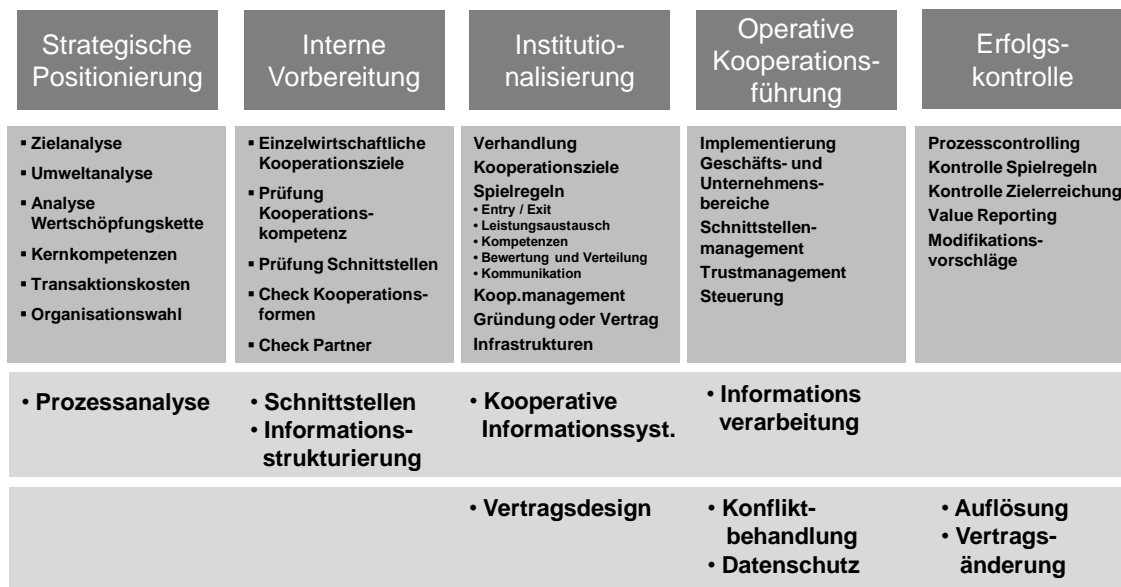 Strategische
Positionierung
Interne
Vorbereitung
Institutio-
nalisierung
Operative
Kooperations-
führung
Erfolgs-
kontrolle
▪ Zielanalyse
▪ Umweltanalyse
▪ Analyse
Wertschöpfungskette
▪ Kernkompetenzen
▪ Transaktionskosten
▪ Organisationswahl
▪ Einzelwirtschaftliche
Kooperationsziele
▪ Prüfung
Kooperations-
kompetenz
▪ Prüfung Schnittstellen
▪ Check Kooperations-
formen
▪ Check Partner
Verhandlung
Kooperationsziele
Spielregeln
• Entry / Exit
• Leistungsaustausch
• Kompetenzen
• Bewertung und Verteilung
• Kommunikation
Koop.management
Gründung oder Vertrag
Infrastrukturen
Implementierung
Geschäfts- und
Unternehmens-
bereiche
Schnittstellen-
management
Trustmanagement
Steuerung
Prozesscontrolling
Kontrolle Spielregeln
Kontrolle Zielerreichung
Value Reporting
Modifikations-
vorschläge
• Prozessanalyse
• Schnittstellen
• Informations-
strukturierung
• Kooperative
Informationssyst.
• Informations
verarbeitung
• Vertragsdesign
• Konflikt-
behandlung
• Datenschutz
• Auflösung
• Vertrags-
änderung